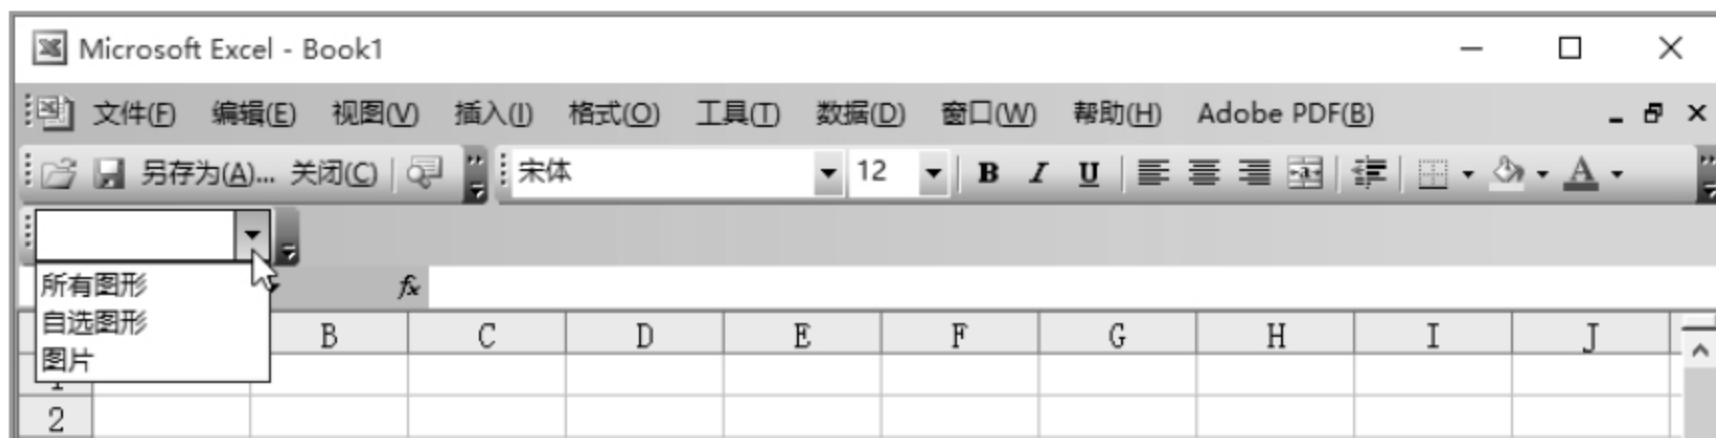 Microsoft Excel - Book1
文件(F) 编辑(E) 视图(V) 插入(I) 格式(O) 工具(T) 数据(D) 窗口(W) 帮助(H) Adobe PDF(B)
另存为(A)... 关闭(C) 宋体 12 B I U
所有图形
fx
自选图形
B C D E F G H I J
图片
1
2